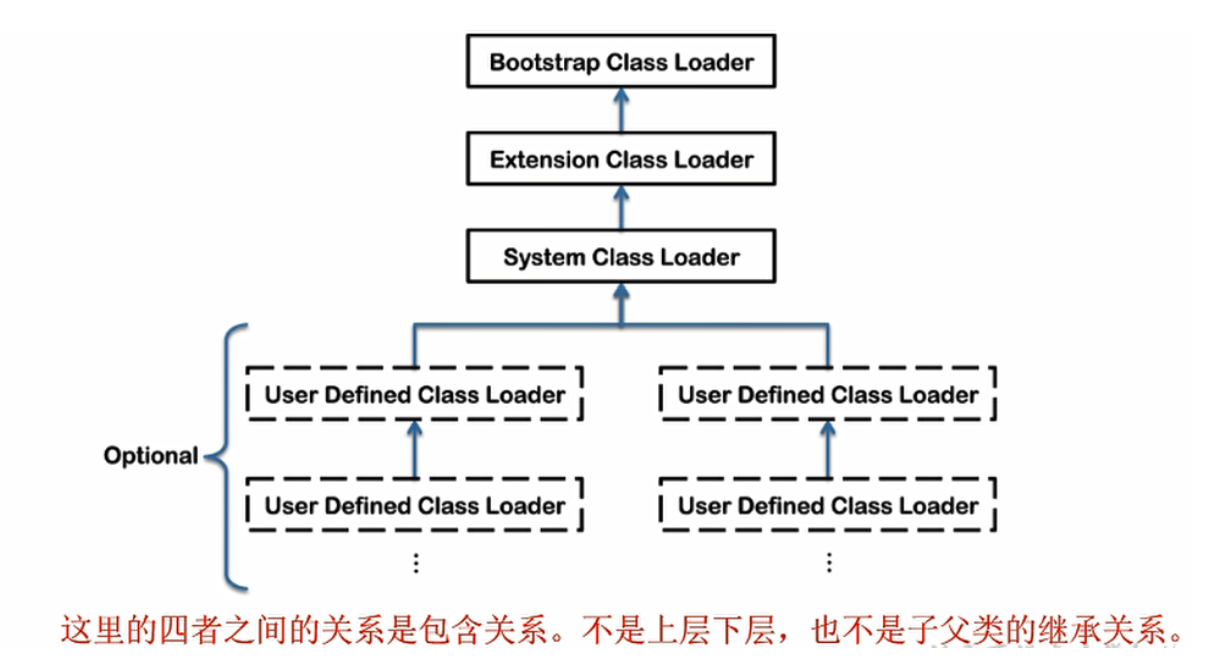 Bootstrap Class Loader
Extension Class Loader
System Class Loader
User Defined Class Loader
User Defined Class Loader
Optional
User Defined Class Loader
User Defined Class Loader
⋮
⋮
这里的四者之间的关系是包含关系。不是上层下层，也不是子父类的继承关系。